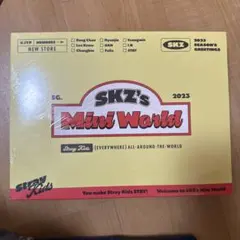 NEW STORE
Bang Chan
Lee Know
Changbin
Hyunjin
HAN
Felix
Seungmin
I.N
SKZ
2023
SEASON'S
GREETINGS
SG.
2023
SKZ's
Mini World
Stray Kids
[EVERYWHERE] ALL-AROUND-THE-WORLD
Stray
Kids
You make! Stray Kids STAY!
Welcome to SKZ's Mini World